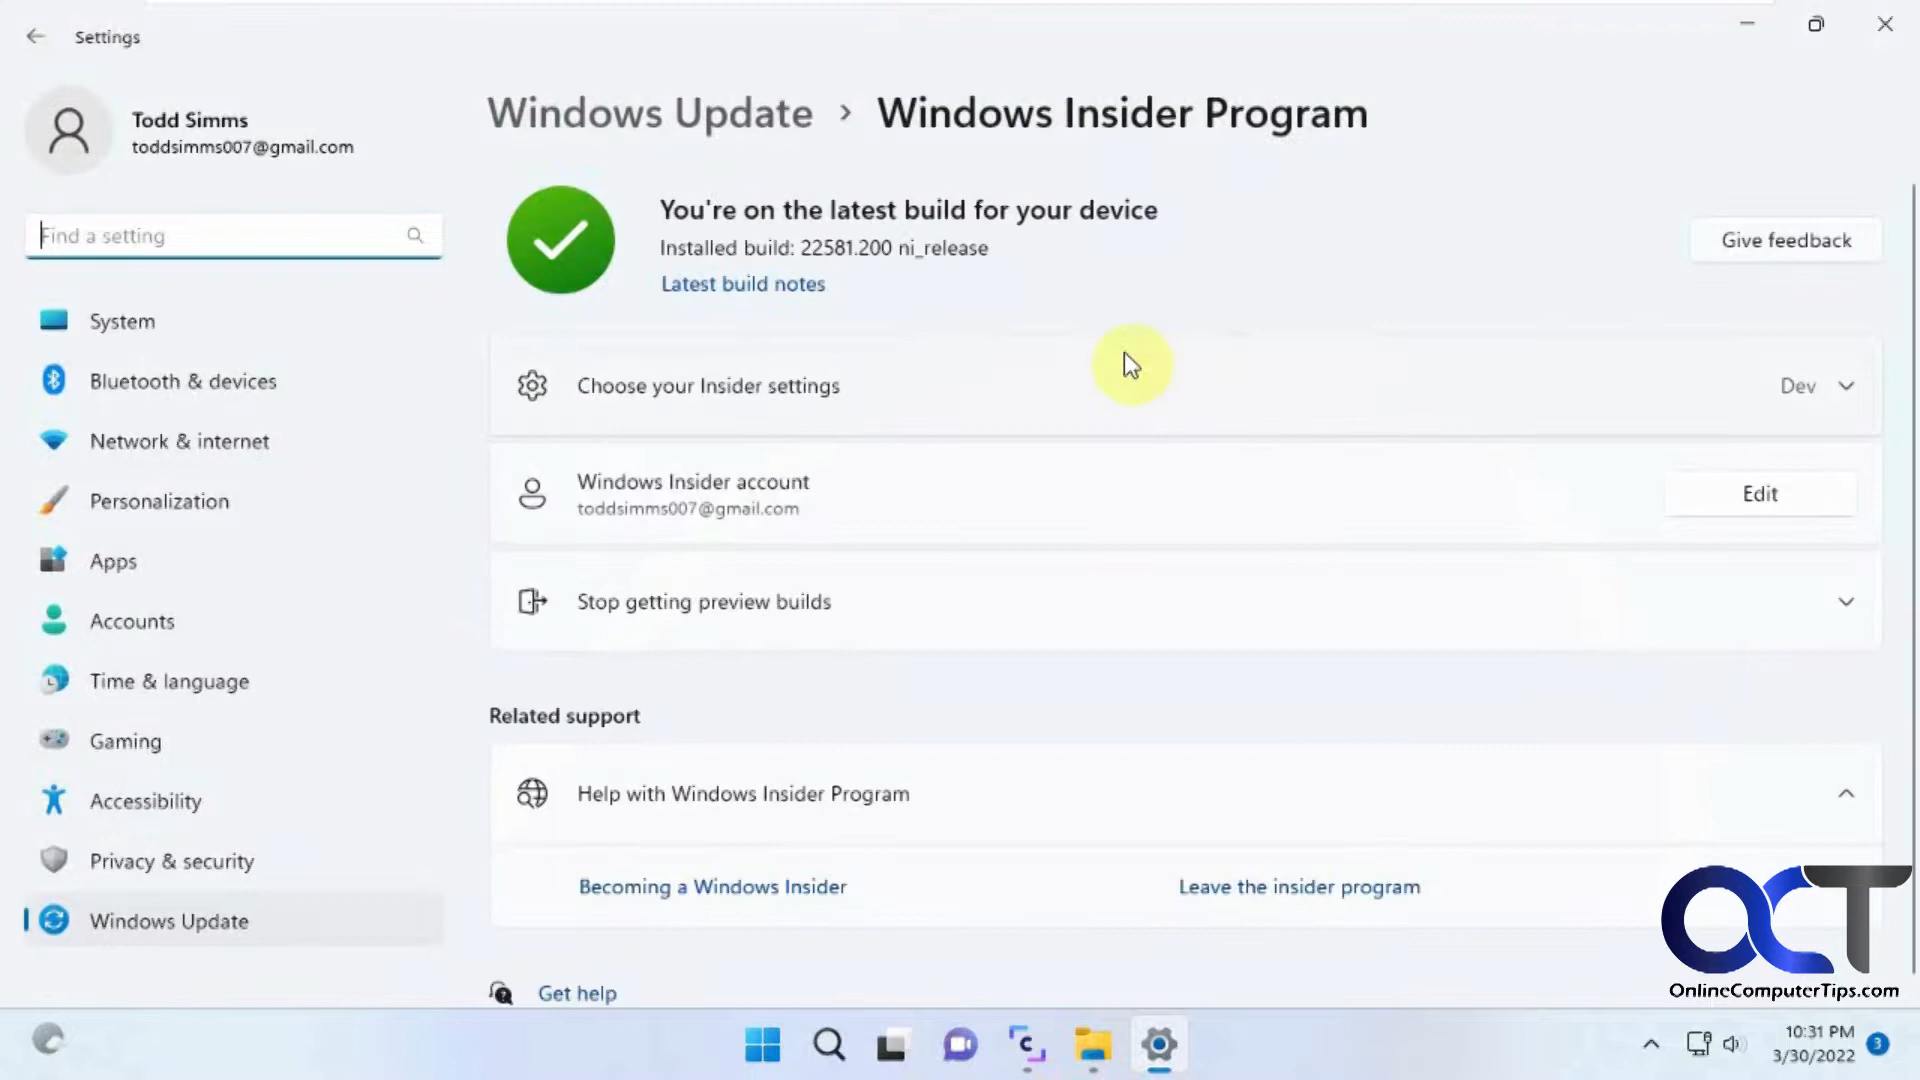 Settings
Todd Simms
toddsimms007@gmail.com
Find a setting
System
Bluetooth & devices
Network & internet
Personalization
Apps
Accounts
Time & language
Gaming
Accessibility
Privacy & security
Windows Update
Windows Update > Windows Insider Program
You're on the latest build for your device
Installed build: 22581.200 ni_release
Latest build notes
Give feedback
Choose your Insider settings
Dev
Windows Insider account
toddsimms007@gmail.com
Edit
Stop getting preview builds
Related support
Help with Windows Insider Program
Becoming a Windows Insider
Leave the insider program
Get help
OCT
OnlineComputerTips.com
10:31 PM
3/30/2022
3